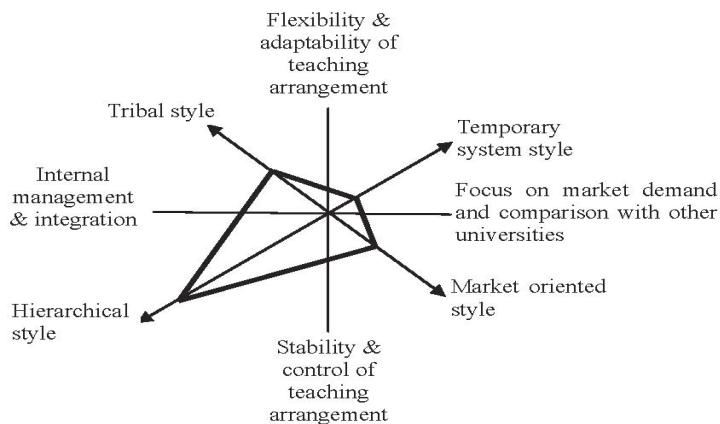 Flexibility &
adaptability of
teaching
arrangement
Tribal style
Temporary
system style
Internal
management
& integration
Focus on market demand
and comparison with other
universities
Hierarchical
style
Market oriented
style
Stability &
control of
teaching
arrangement